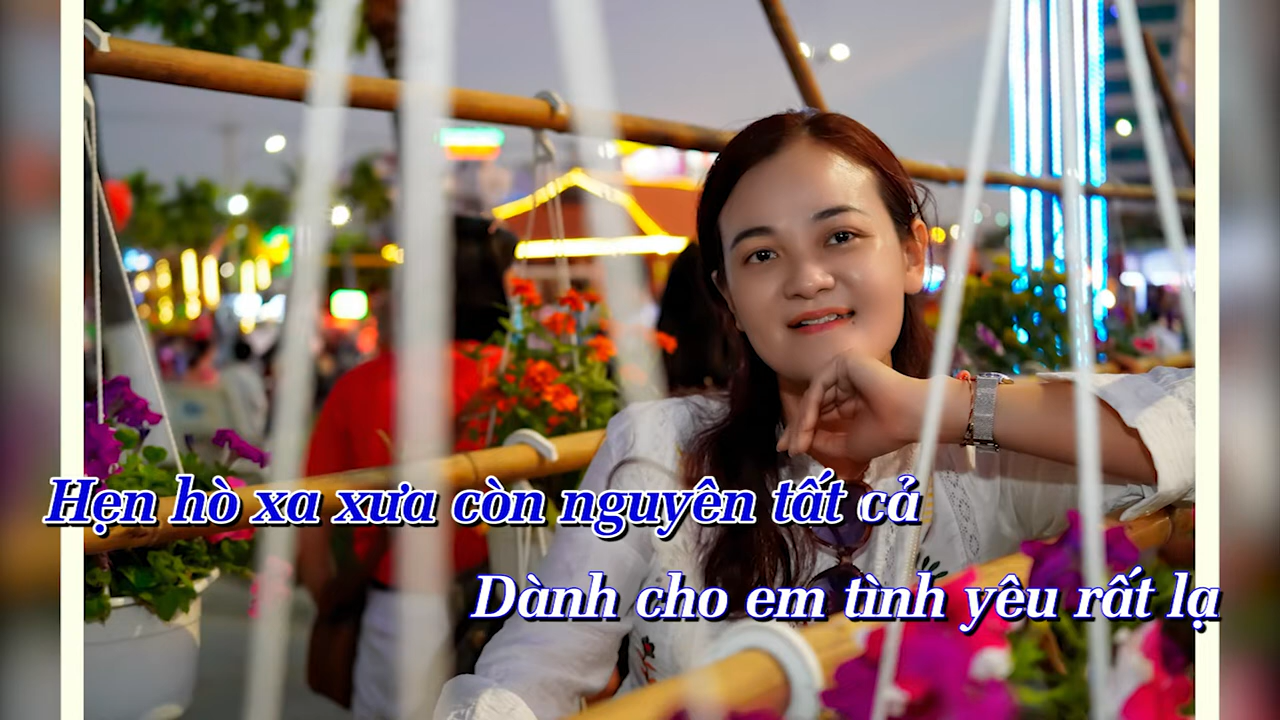 Hẹn hò xa xưa còn nguyên tất cả
Dành cho em tình yêu rất lạ